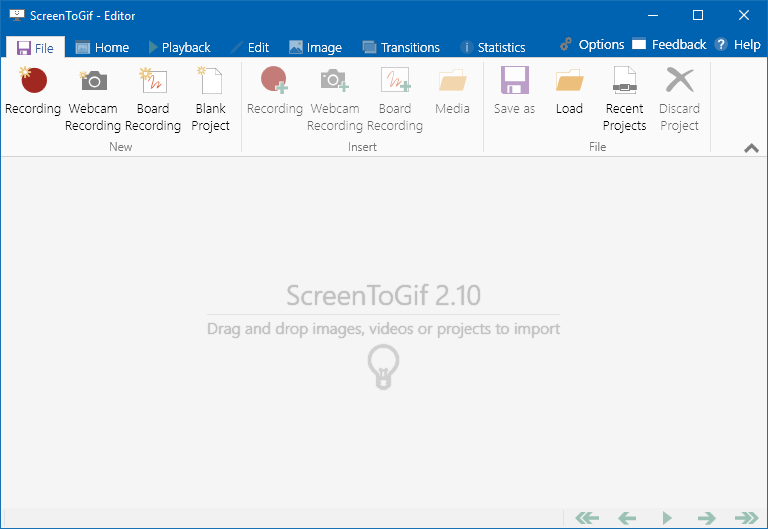 ScreenToGif - Editor
File Home Playback Edit Image Transitions Statistics Options Feedback Help
Recording Webcam Recording Board Recording Blank Project Recording Webcam Recording Board Recording Media Save as Load Recent Projects Discard Project
New Insert File
ScreenToGif 2.10
Drag and drop images, videos or projects to import